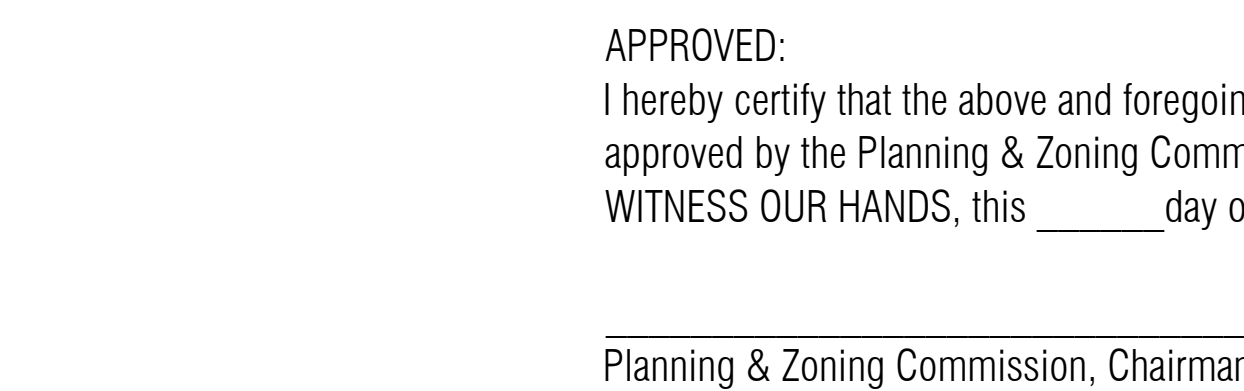 APPROVED:
I hereby certify that the above and foregoin
approved by the Planning & Zoning Comm
WITNESS OUR HANDS, this ______day o
______________________________
Planning & Zoning Commission, Chairman